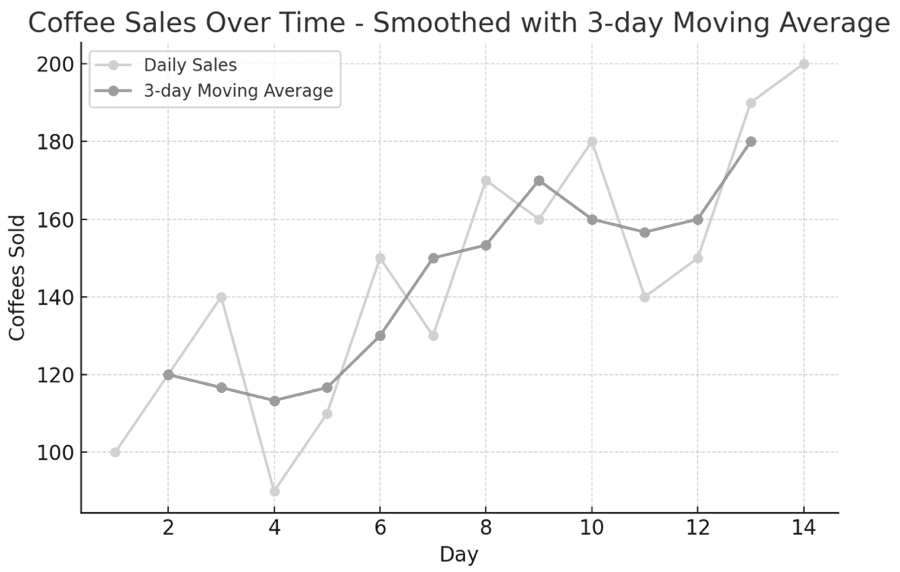 Coffee Sales Over Time - Smoothed with 3-day Moving Average
Daily Sales
3-day Moving Average
Coffees Sold
200
180
160
140
120
100
2 4 6 8 10 12 14
Day